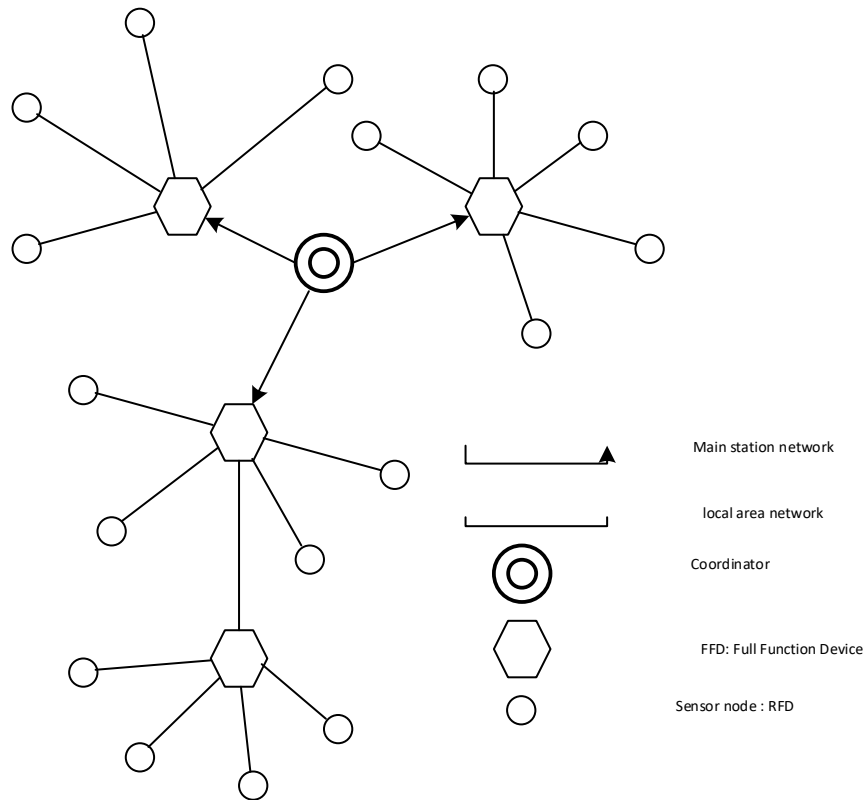 Main station network
local area network
Coordinator
FFD: Full Function Device
Sensor node : RFD